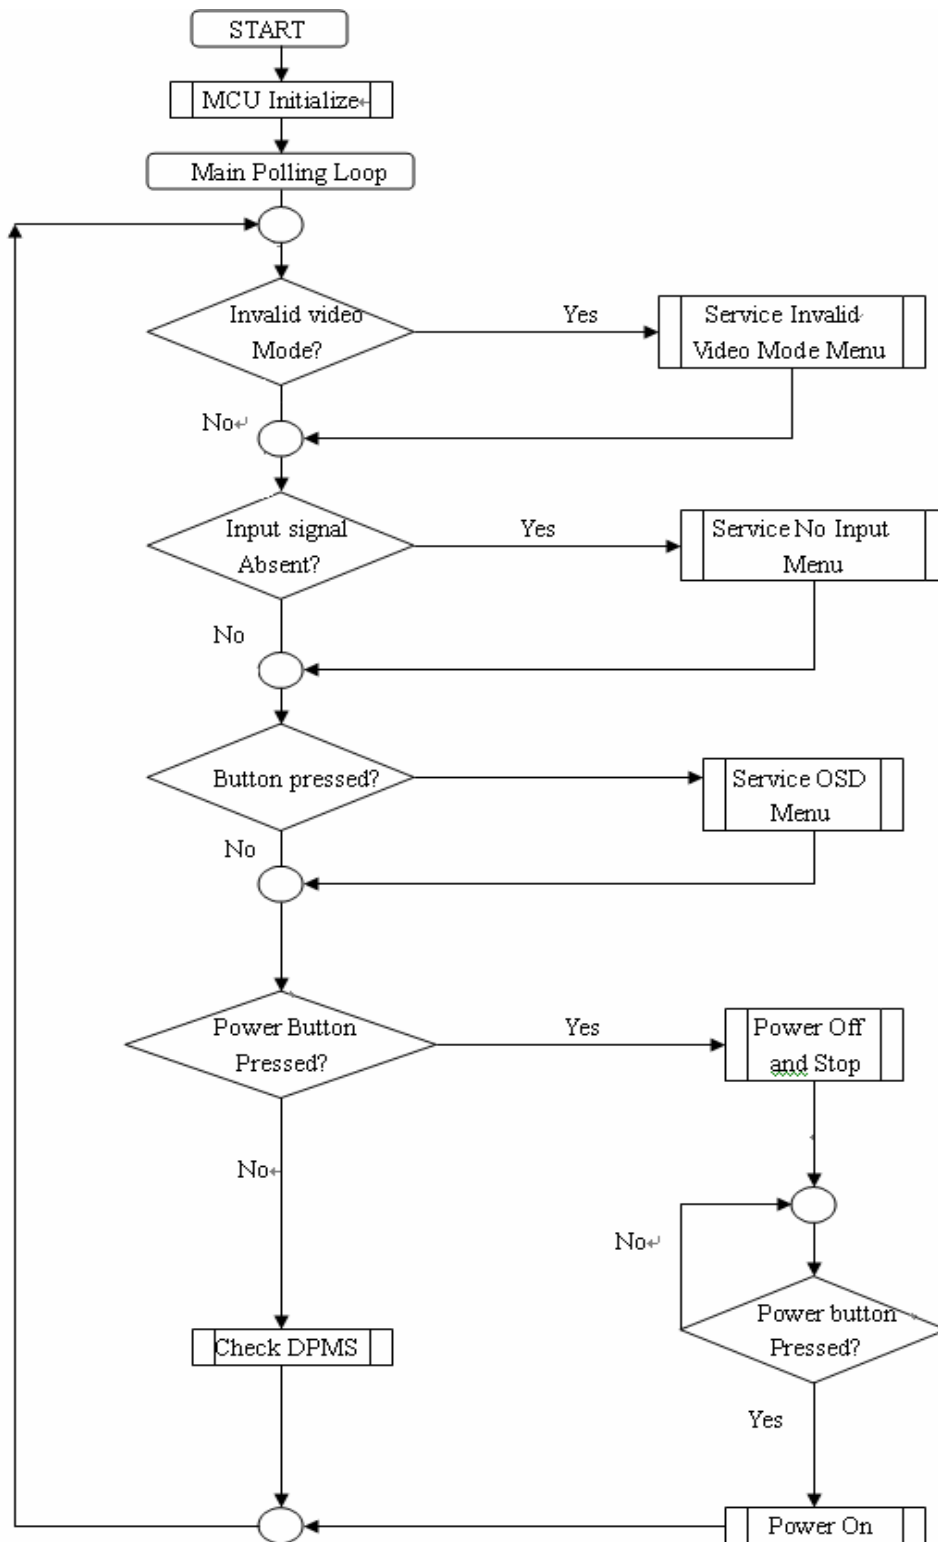 START
MCU Initialize
Main Polling Loop
Invalid video
Mode?
Yes
Service Invalid
Video Mode Menu
No
Input signal
Absent?
Yes
Service No Input
Menu
No
Button pressed?
Service OSD
Menu
No
Power Button
Pressed?
Yes
Power Off
and Stop
No
No
Power button
Pressed?
Check DPMS
Yes
Power On